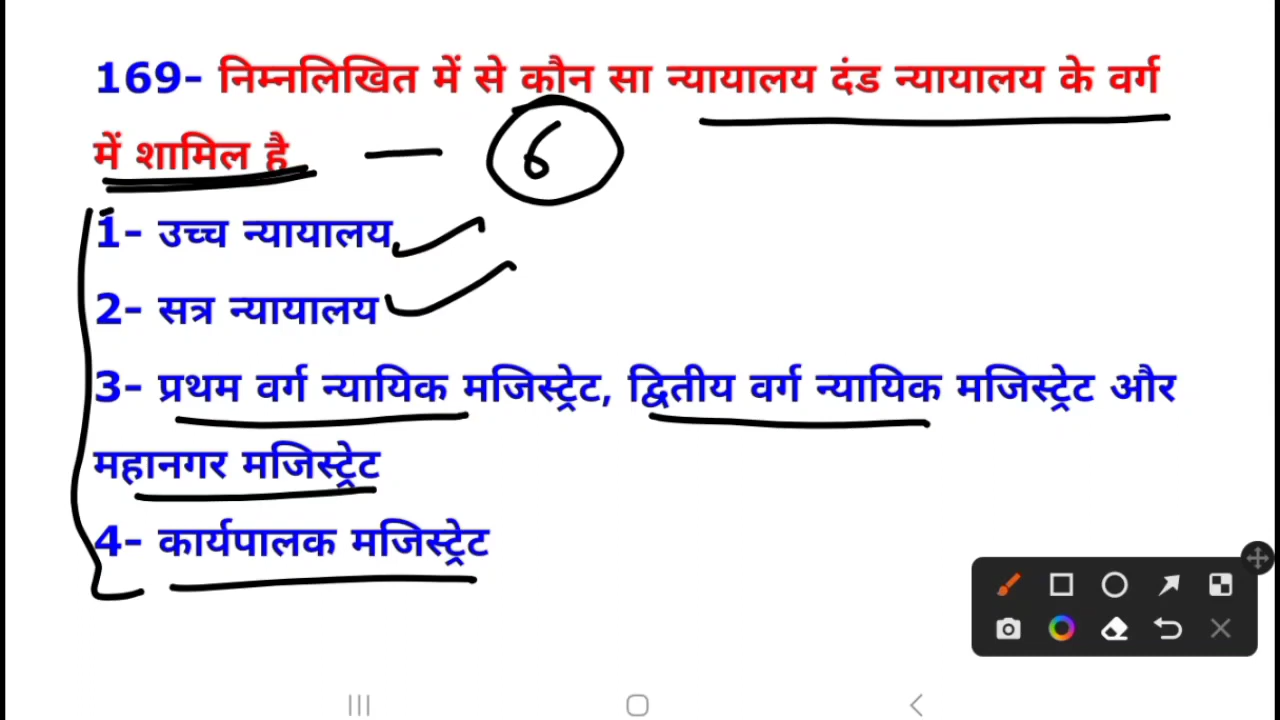 169- निम्नलिखित में से कौन सा न्यायालय दंड न्यायालय के वर्ग
में शामिल है
6
1- उच्च न्यायालय
2- सत्र न्यायालय
3- प्रथम वर्ग न्यायिक मजिस्ट्रेट, द्वितीय वर्ग न्यायिक मजिस्ट्रेट और
महानगर मजिस्ट्रेट
4- कार्यपालक मजिस्ट्रेट